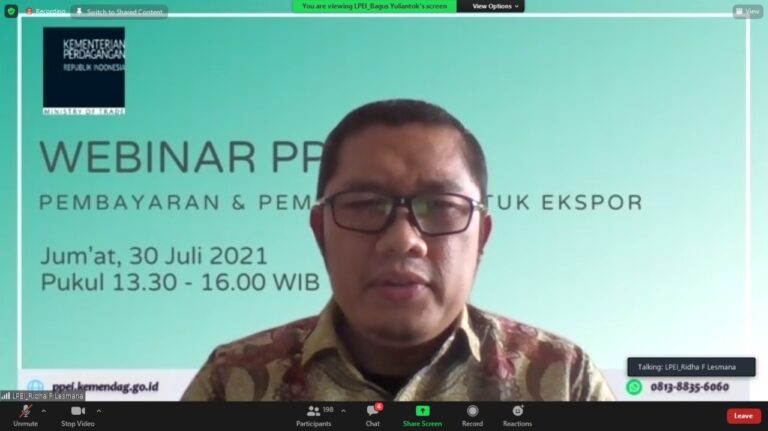 Recording
Switch to Shared Content
You are viewing LPEI_Bagus Yuliantok's screen
View Options
View
KEMENTERIAN
PERDAGANGAN
REPUBLIK INDONESIA
MINISTRY OF TRADE
WEBINAR PP
PEMBAYARAN & PEM TUK EKSPOR
Jum'at, 30 Juli 2021
Pukul 13.30 - 16.00 WIB
Talking: LPEI_Ridha F Lesmana
ppei.kemendag.go.id
0813-8835-6060
LPEI_Ridha F Lesmana
Unmute
Stop Video
198
Participants
4
Chat
Share Screen
Record
Reactions
Leave